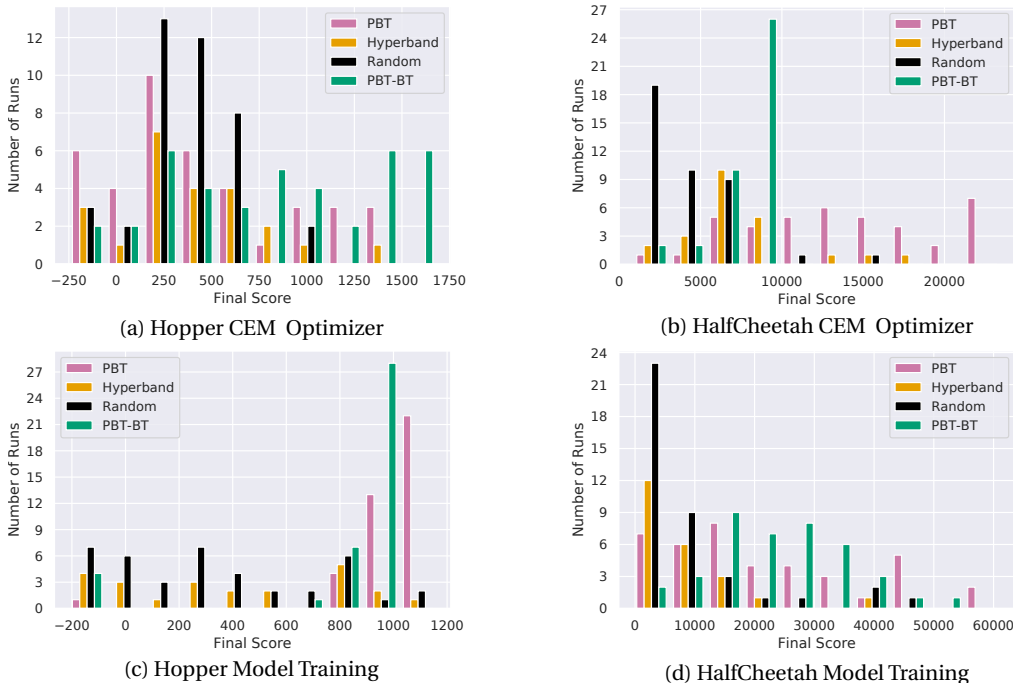 PBT
Hyperband
Random
PBT-BT
12
10
8
6
4
2
0
Number of Runs
−250 0 250 500 750 1000 1250 1500 1750
Final Score
(a) Hopper CEM Optimizer
PBT
Hyperband
Random
PBT-BT
27
24
21
18
15
12
9
6
3
0
Number of Runs
0 5000 10000 15000 20000
Final Score
(b) HalfCheetah CEM Optimizer
PBT
Hyperband
Random
PBT-BT
27
24
21
18
15
12
9
6
3
0
Number of Runs
−200 0 200 400 600 800 1000 1200
Final Score
(c) Hopper Model Training
PBT
Hyperband
Random
PBT-BT
24
21
18
15
12
9
6
3
0
Number of Runs
0 10000 20000 30000 40000 50000 60000
Final Score
(d) HalfCheetah Model Training